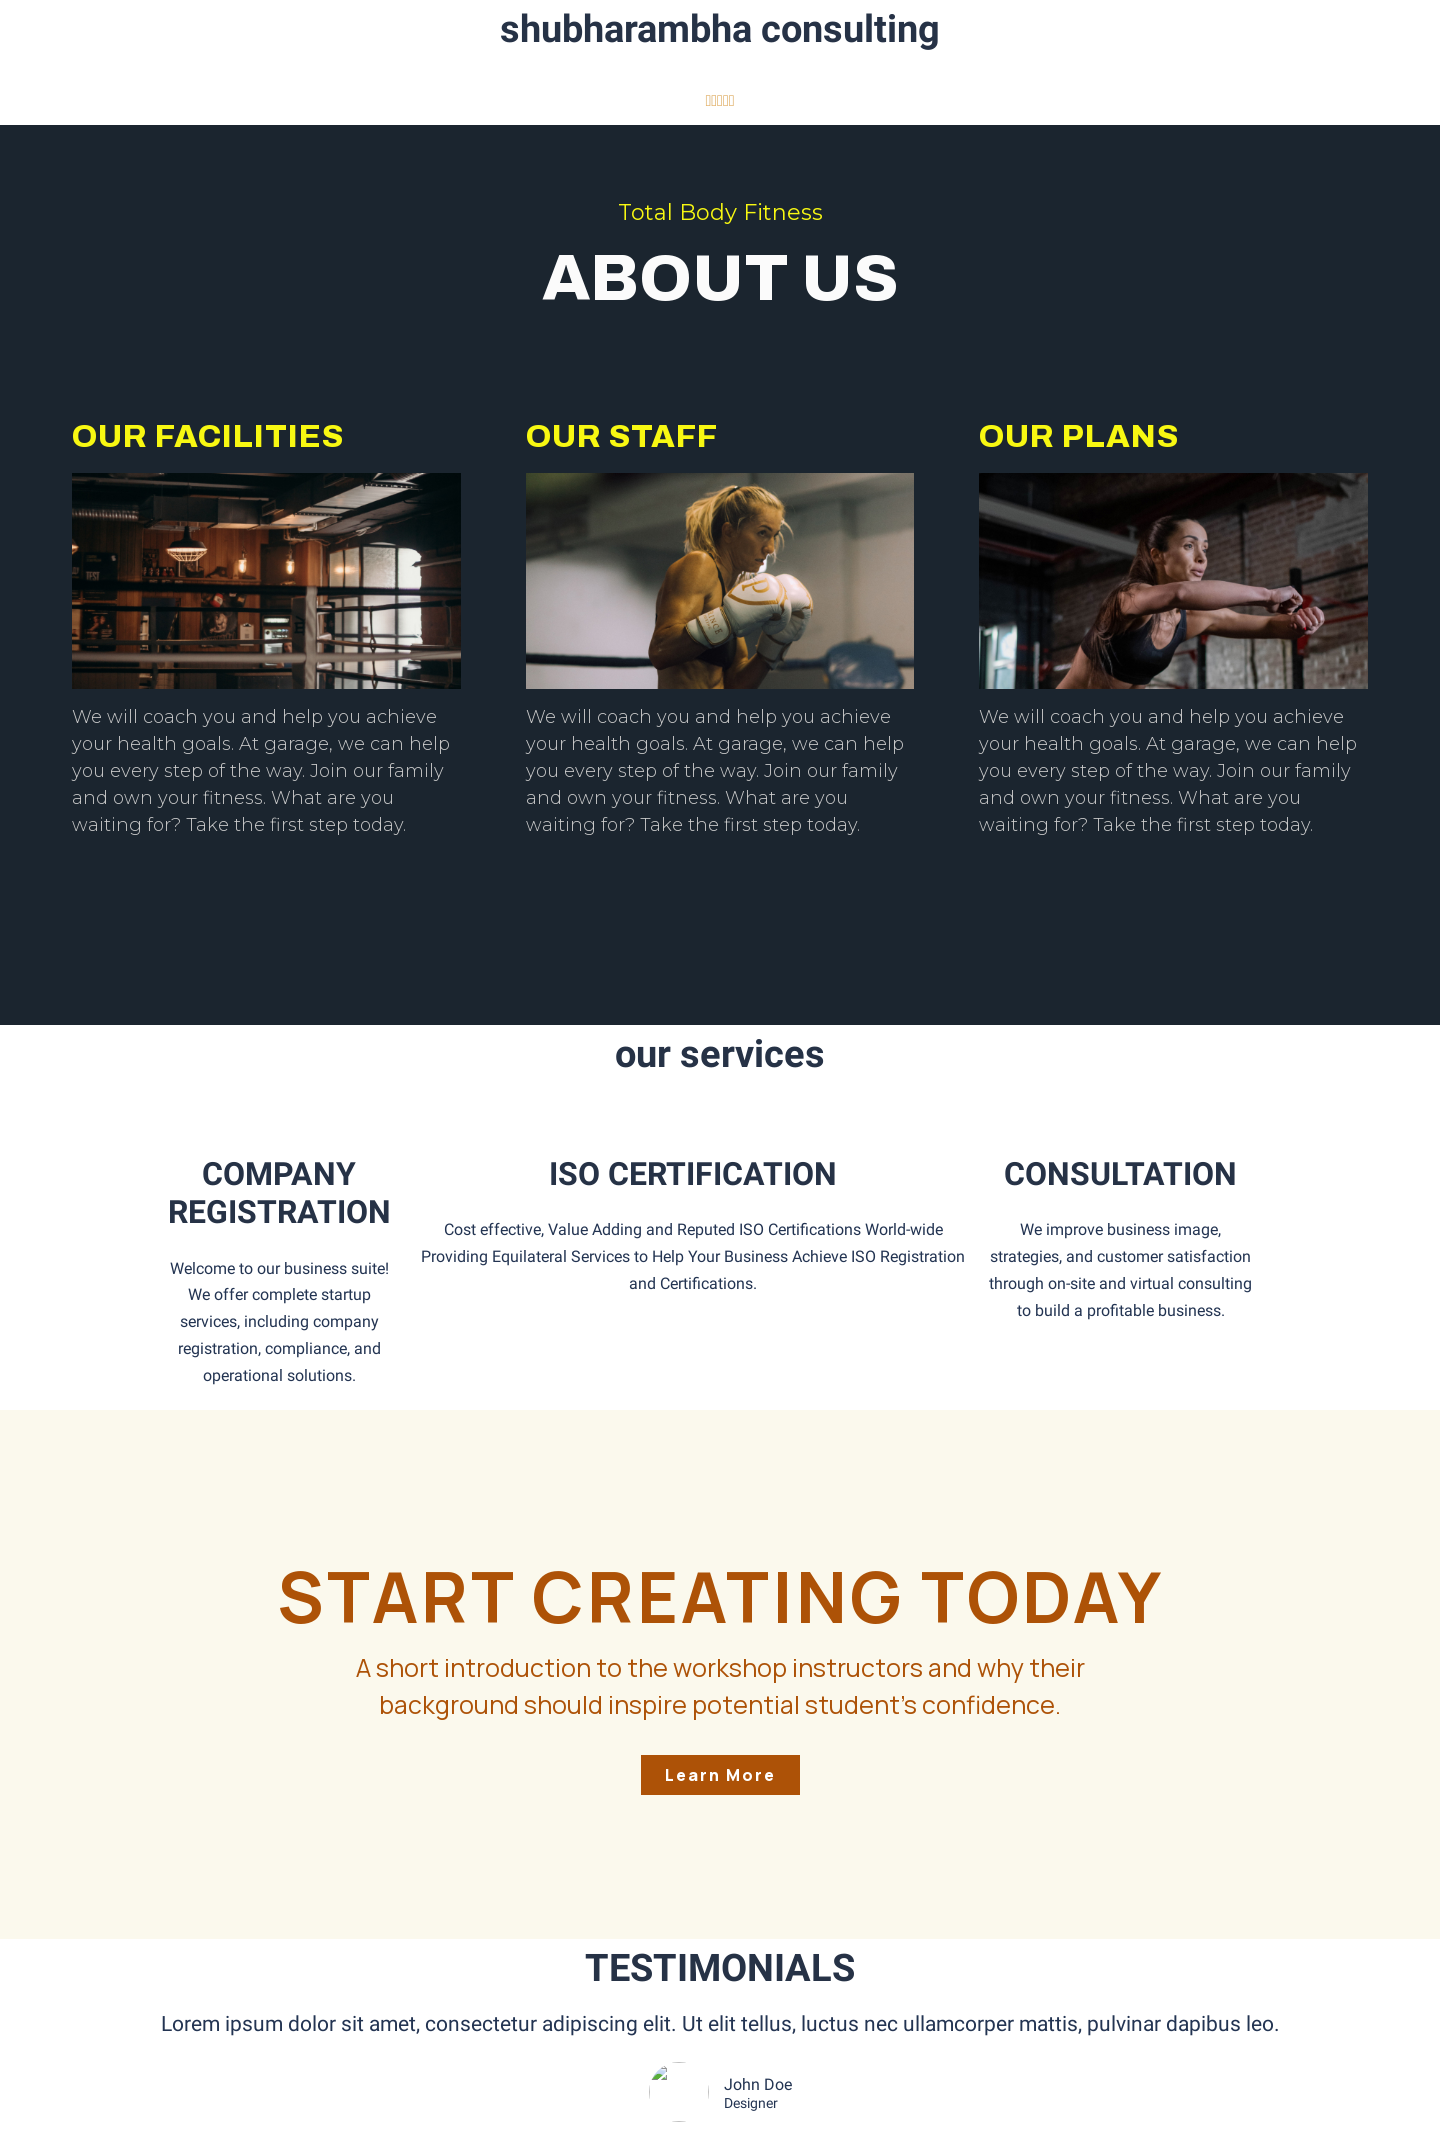 shubharambha consulting
Total Body Fitness
ABOUT US
OUR FACILITIES
We will coach you and help you achieve
your health goals. At garage, we can help
you every step of the way. Join our family
and own your fitness. What are you
waiting for? Take the first step today.
OUR STAFF
We will coach you and help you achieve
your health goals. At garage, we can help
you every step of the way. Join our family
and own your fitness. What are you
waiting for? Take the first step today.
OUR PLANS
We will coach you and help you achieve
your health goals. At garage, we can help
you every step of the way. Join our family
and own your fitness. What are you
waiting for? Take the first step today.
our services
COMPANY
REGISTRATION
Welcome to our business suite!
We offer complete startup
services, including company
registration, compliance, and
operational solutions.
ISO CERTIFICATION
Cost effective, Value Adding and Reputed ISO Certifications World-wide
Providing Equilateral Services to Help Your Business Achieve ISO Registration
and Certifications.
CONSULTATION
We improve business image,
strategies, and customer satisfaction
through on-site and virtual consulting
to build a profitable business.
START CREATING TODAY
A short introduction to the workshop instructors and why their
background should inspire potential student’s confidence.
Learn More
TESTIMONIALS
Lorem ipsum dolor sit amet, consectetur adipiscing elit. Ut elit tellus, luctus nec ullamcorper mattis, pulvinar dapibus leo.
John Doe
Designer